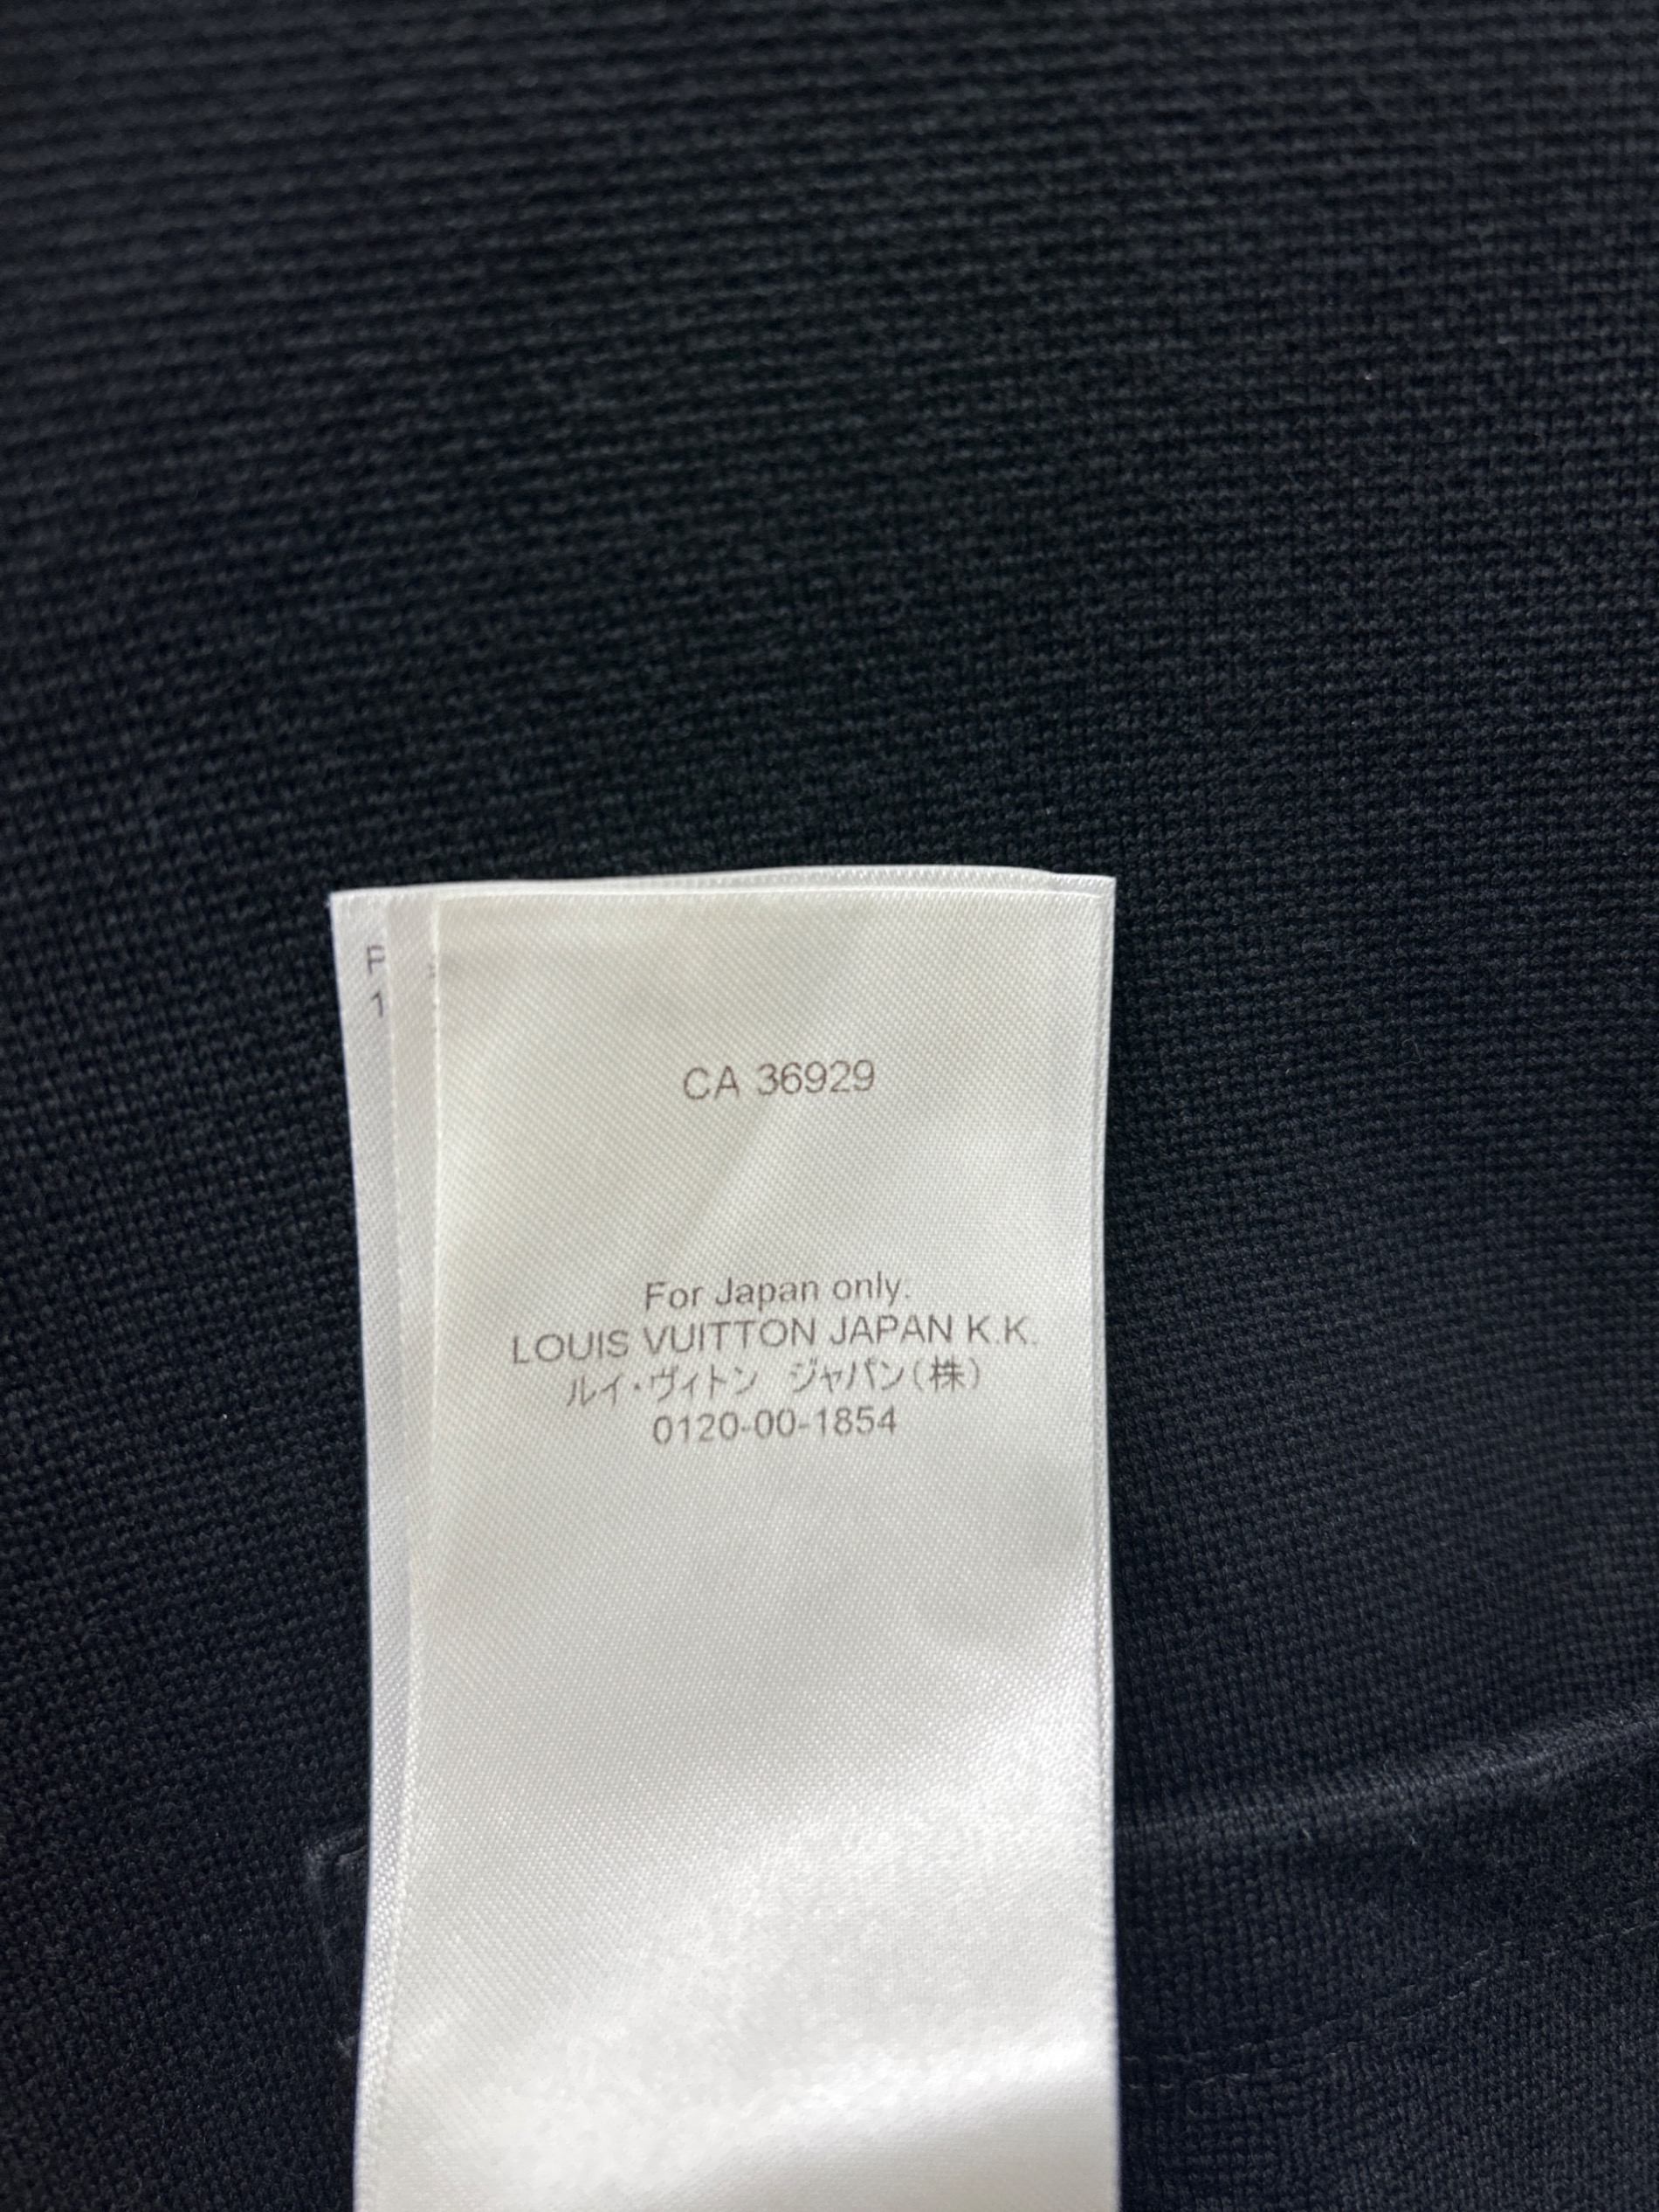 P
1
CA 36929
For Japan only.
LOUIS VUITTON JAPAN K.K.
ルイ・ヴィトン ジャパン(株)
0120-00-1854